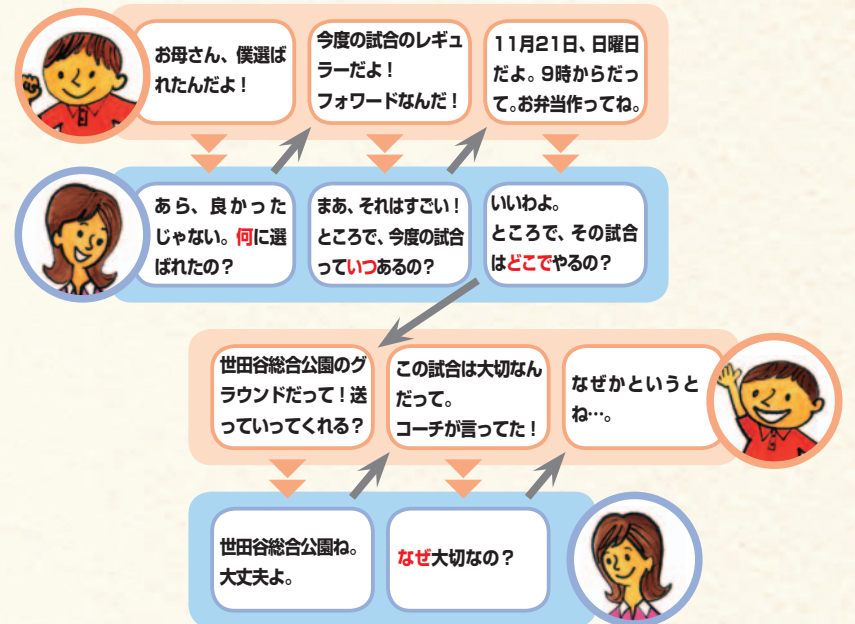 お母さん、僕選ば
れたんだよ！
あら、良かった
じゃない。何に選
ばれたの？
今度の試合のレギュ
ラーだよ！
フォワードなんだ！
まあ、それはすごい！
ところで、今度の試合
っていつあるの？
11月21日、日曜日
だよ。9時からだっ
て。お弁当作ってね。
いいわよ。
ところで、その試合
はどこでやるの？
世田谷総合公園のグ
ラウンドだって！送
っていってくれる？
世田谷総合公園ね。
大丈夫よ。
この試合は大切なん
だって。
コーチが言ってた！
なぜ大切なの？
なぜかというと
ね…。